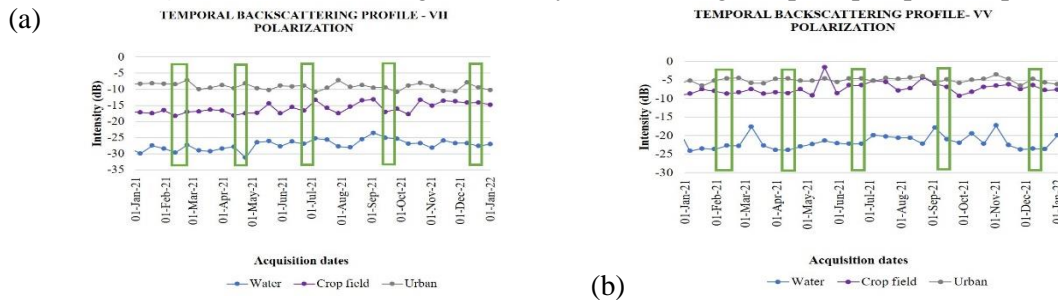 (a)
TEMPORAL BACKSCATTERING PROFILE - VH
POLARIZATION
0
-5
-10
-15
-20
-25
-30
-35
Intensity (dB)
01-Jan-21
01-Feb-21
01-Mar-21
01-Apr-21
01-May-21
01-Jun-21
01-Jul-21
01-Aug-21
01-Sep-21
01-Oct-21
01-Nov-21
01-Dec-21
01-Jan-22
Acquisition dates
Water Crop field Urban
TEMPORAL BACKSCATTERING PROFILE- VV
POLARIZATION
0
-5
-10
-15
-20
-25
-30
Intensity (dB)
01-Jan-21
01-Feb-21
01-Mar-21
01-Apr-21
01-May-21
01-Jun-21
01-Jul-21
01-Aug-21
01-Sep-21
01-Oct-21
01-Nov-21
01-Dec-21
Acquisition dates
Water Crop field Urban
(b)